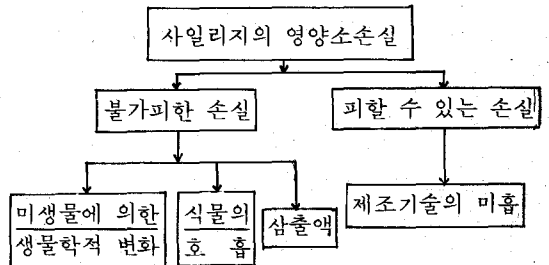 사일리지의 영양소손실
불가피한 손실
피할 수 있는 손실
미생물에 의한
생물학적 변화
식물의
호 흡
삼출액
제조기술의 미흡